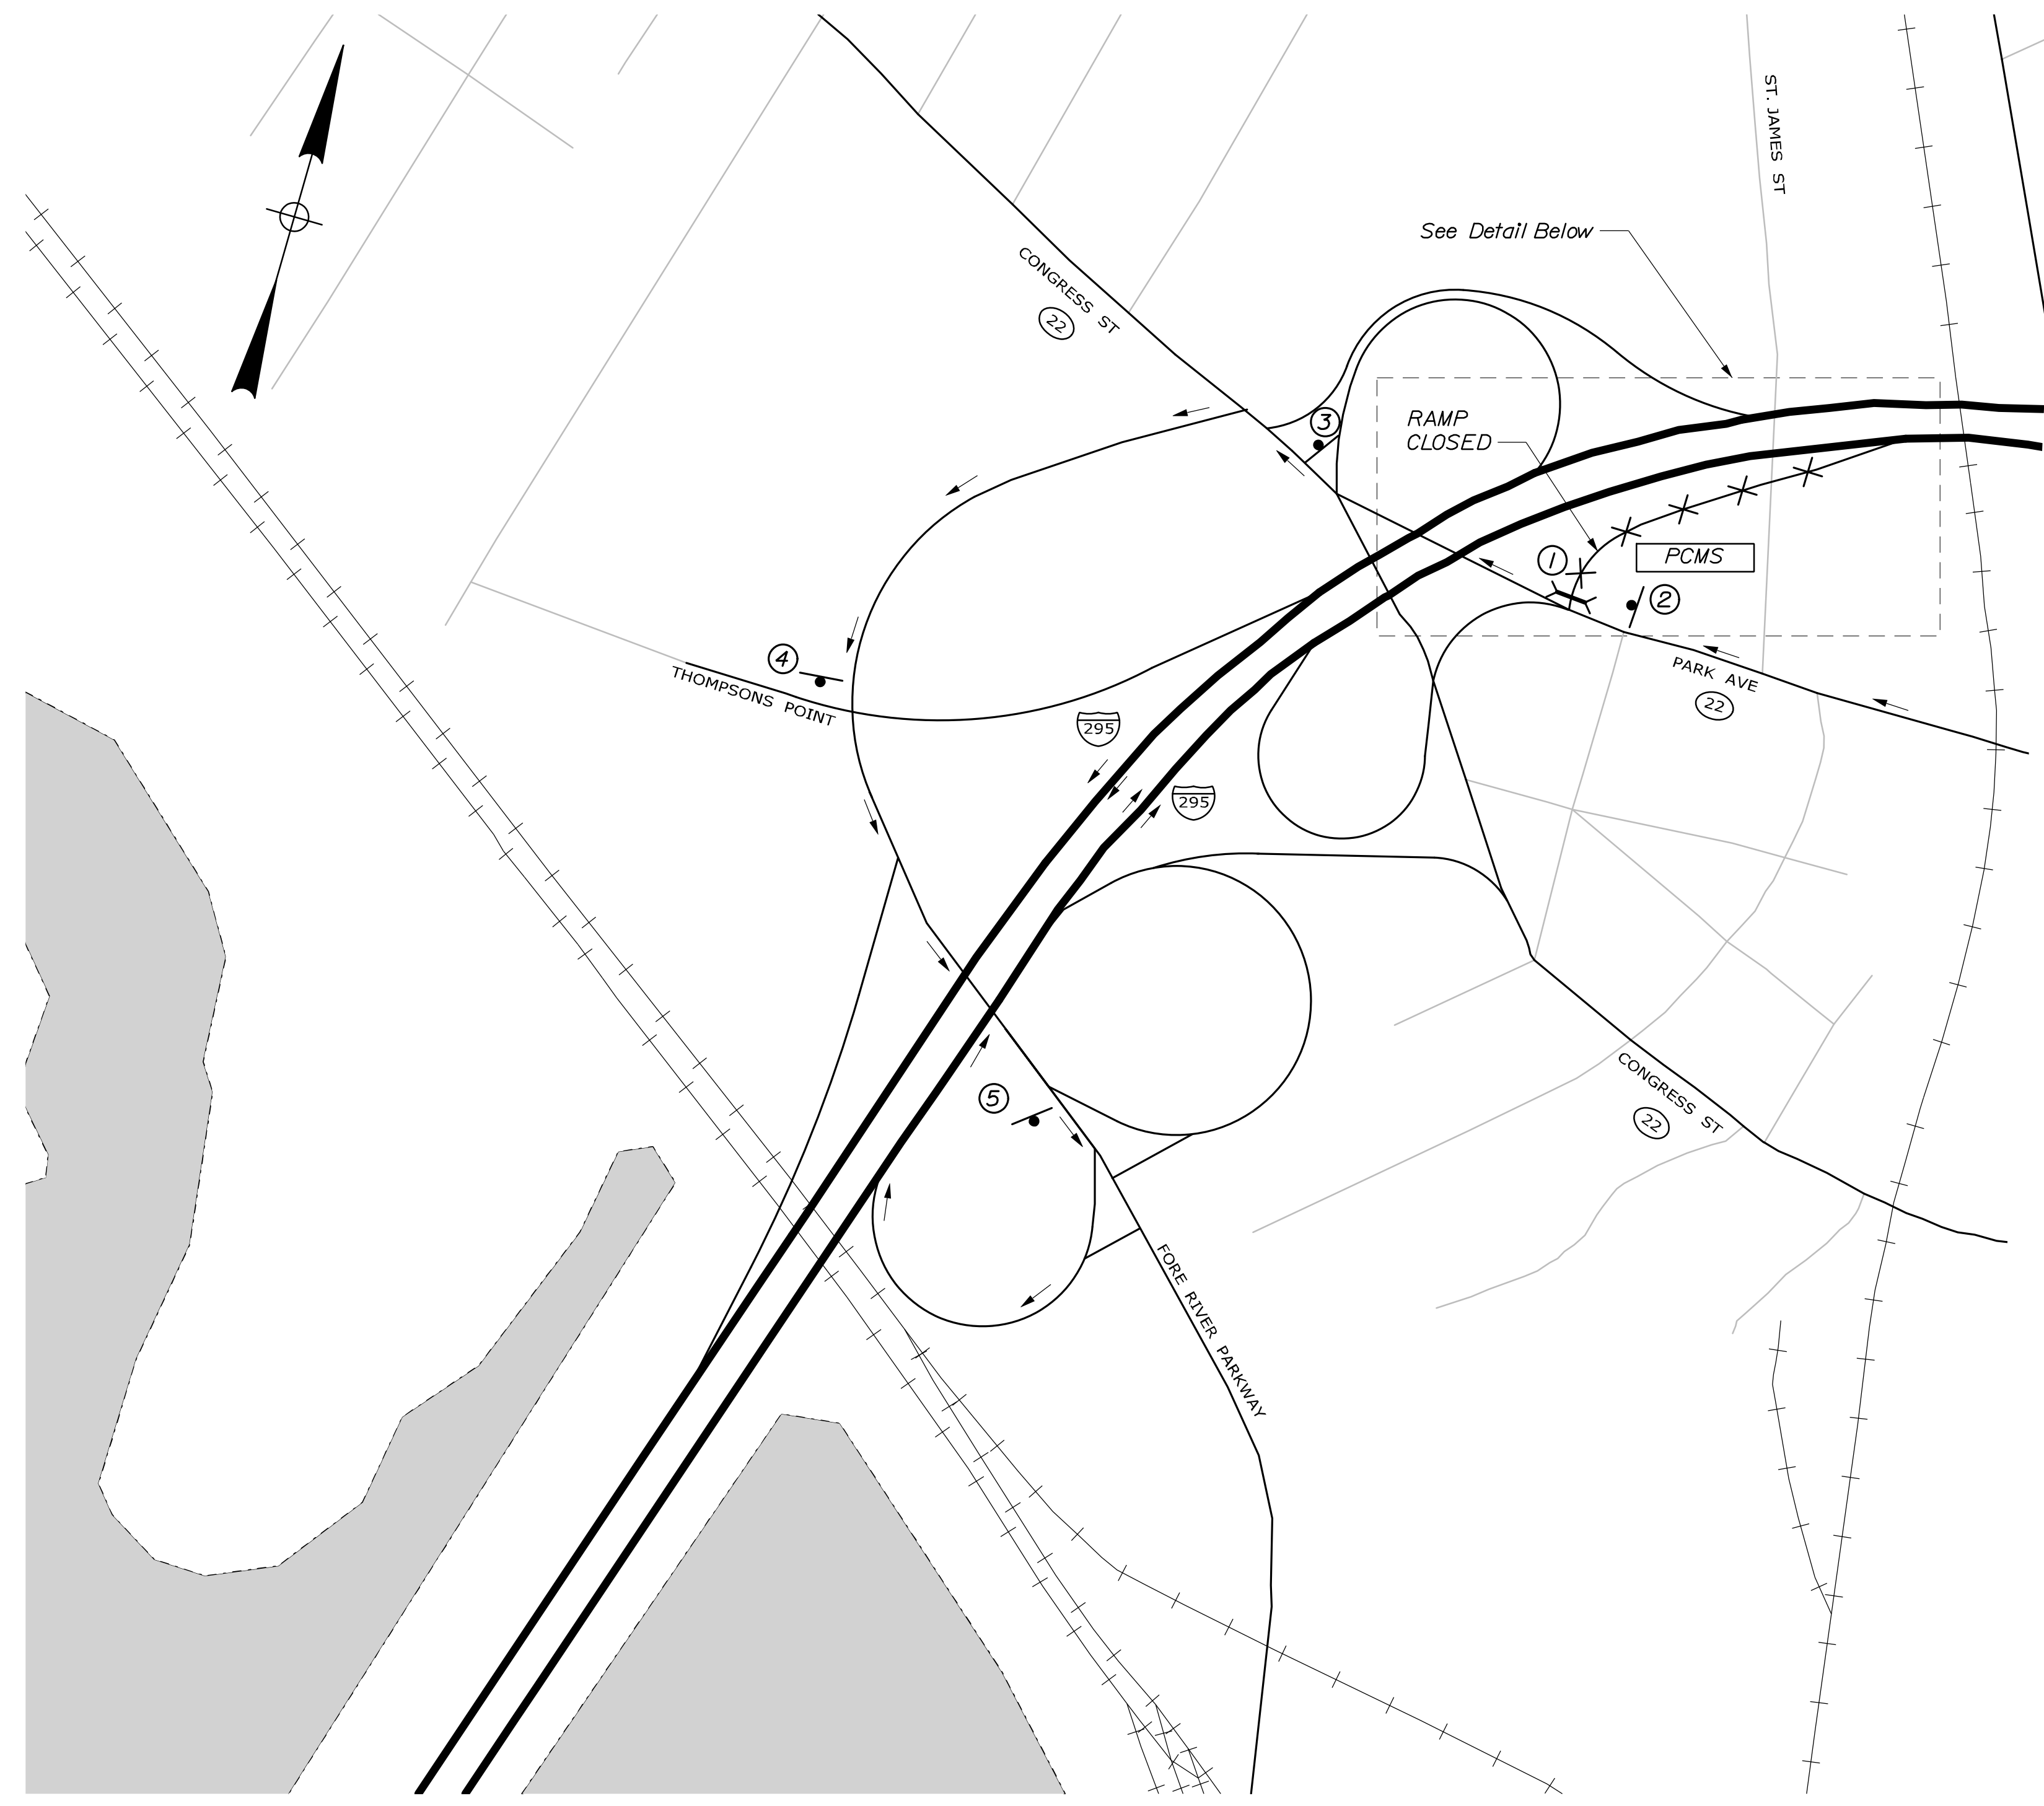 ST. JAMES ST
See Detail Below
CONGRESS ST
22
3
RAMP
CLOSED
1
PCMS
2
4
THOMPSONS POINT
PARK AVE
22
295
295
5
CONGRESS ST
22
FORE RIVER PARKWAY